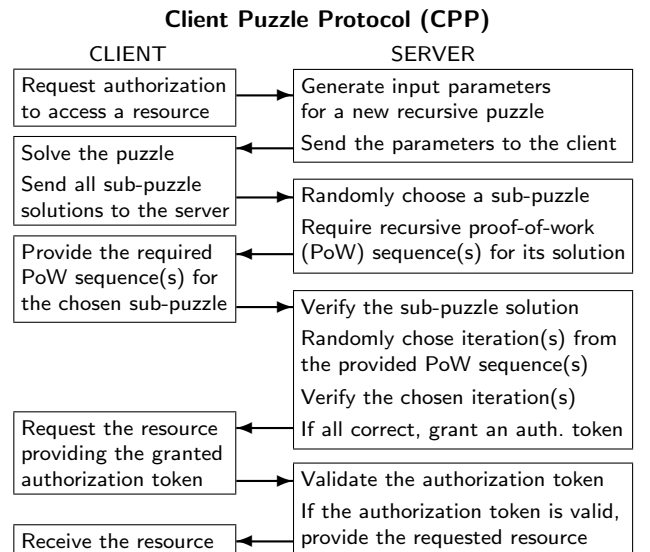 Client Puzzle Protocol (CPP)
CLIENT
SERVER
Request authorization
to access a resource
Generate input parameters
for a new recursive puzzle
Send the parameters to the client
Solve the puzzle
Send all sub-puzzle
solutions to the server
Randomly choose a sub-puzzle
Require recursive proof-of-work
(PoW) sequence(s) for its solution
Provide the required
PoW sequence(s) for
the chosen sub-puzzle
Verify the sub-puzzle solution
Randomly chose iteration(s) from
the provided PoW sequence(s)
Verify the chosen iteration(s)
If all correct, grant an auth. token
Request the resource
providing the granted
authorization token
Validate the authorization token
If the authorization token is valid,
provide the requested resource
Receive the resource